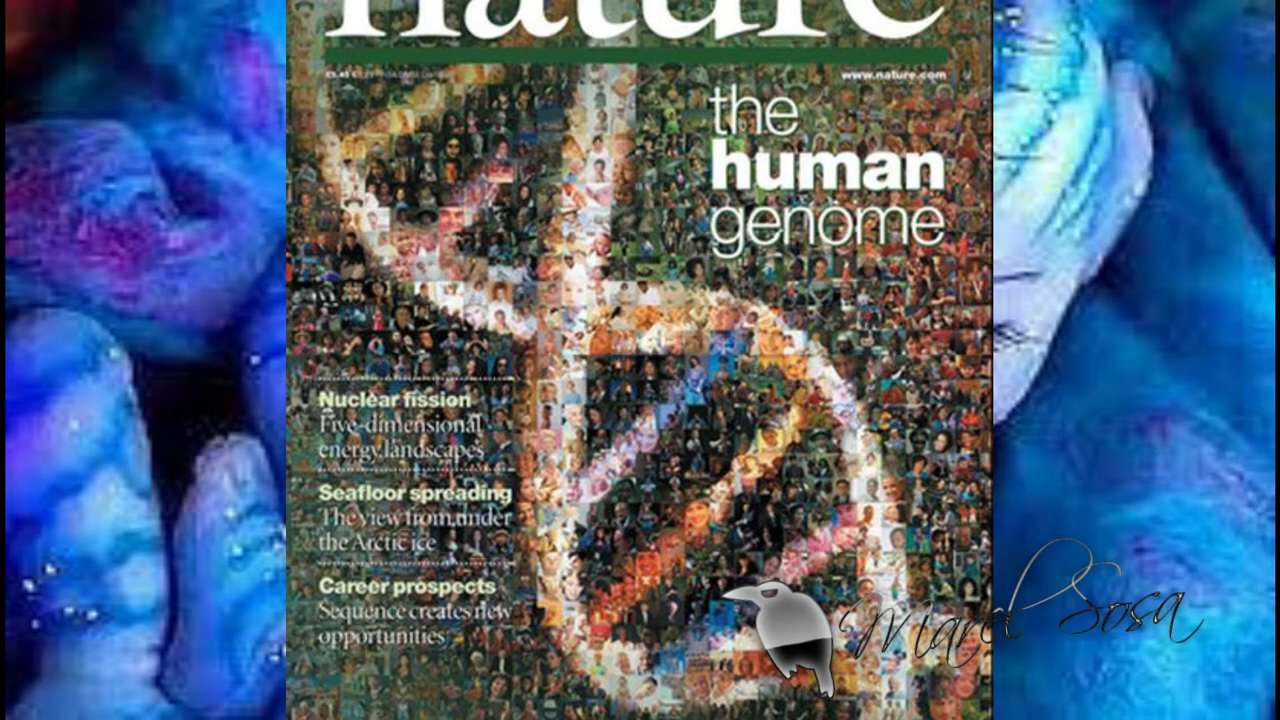 nature
www.nature.com
the
human
genome
Nuclear fission
Five-dimensional
energy landscapes
Seafloor spreading
The view from under
the Arctic ice
Career prospects
Sequence creates new
opportunities
Marel Sosa